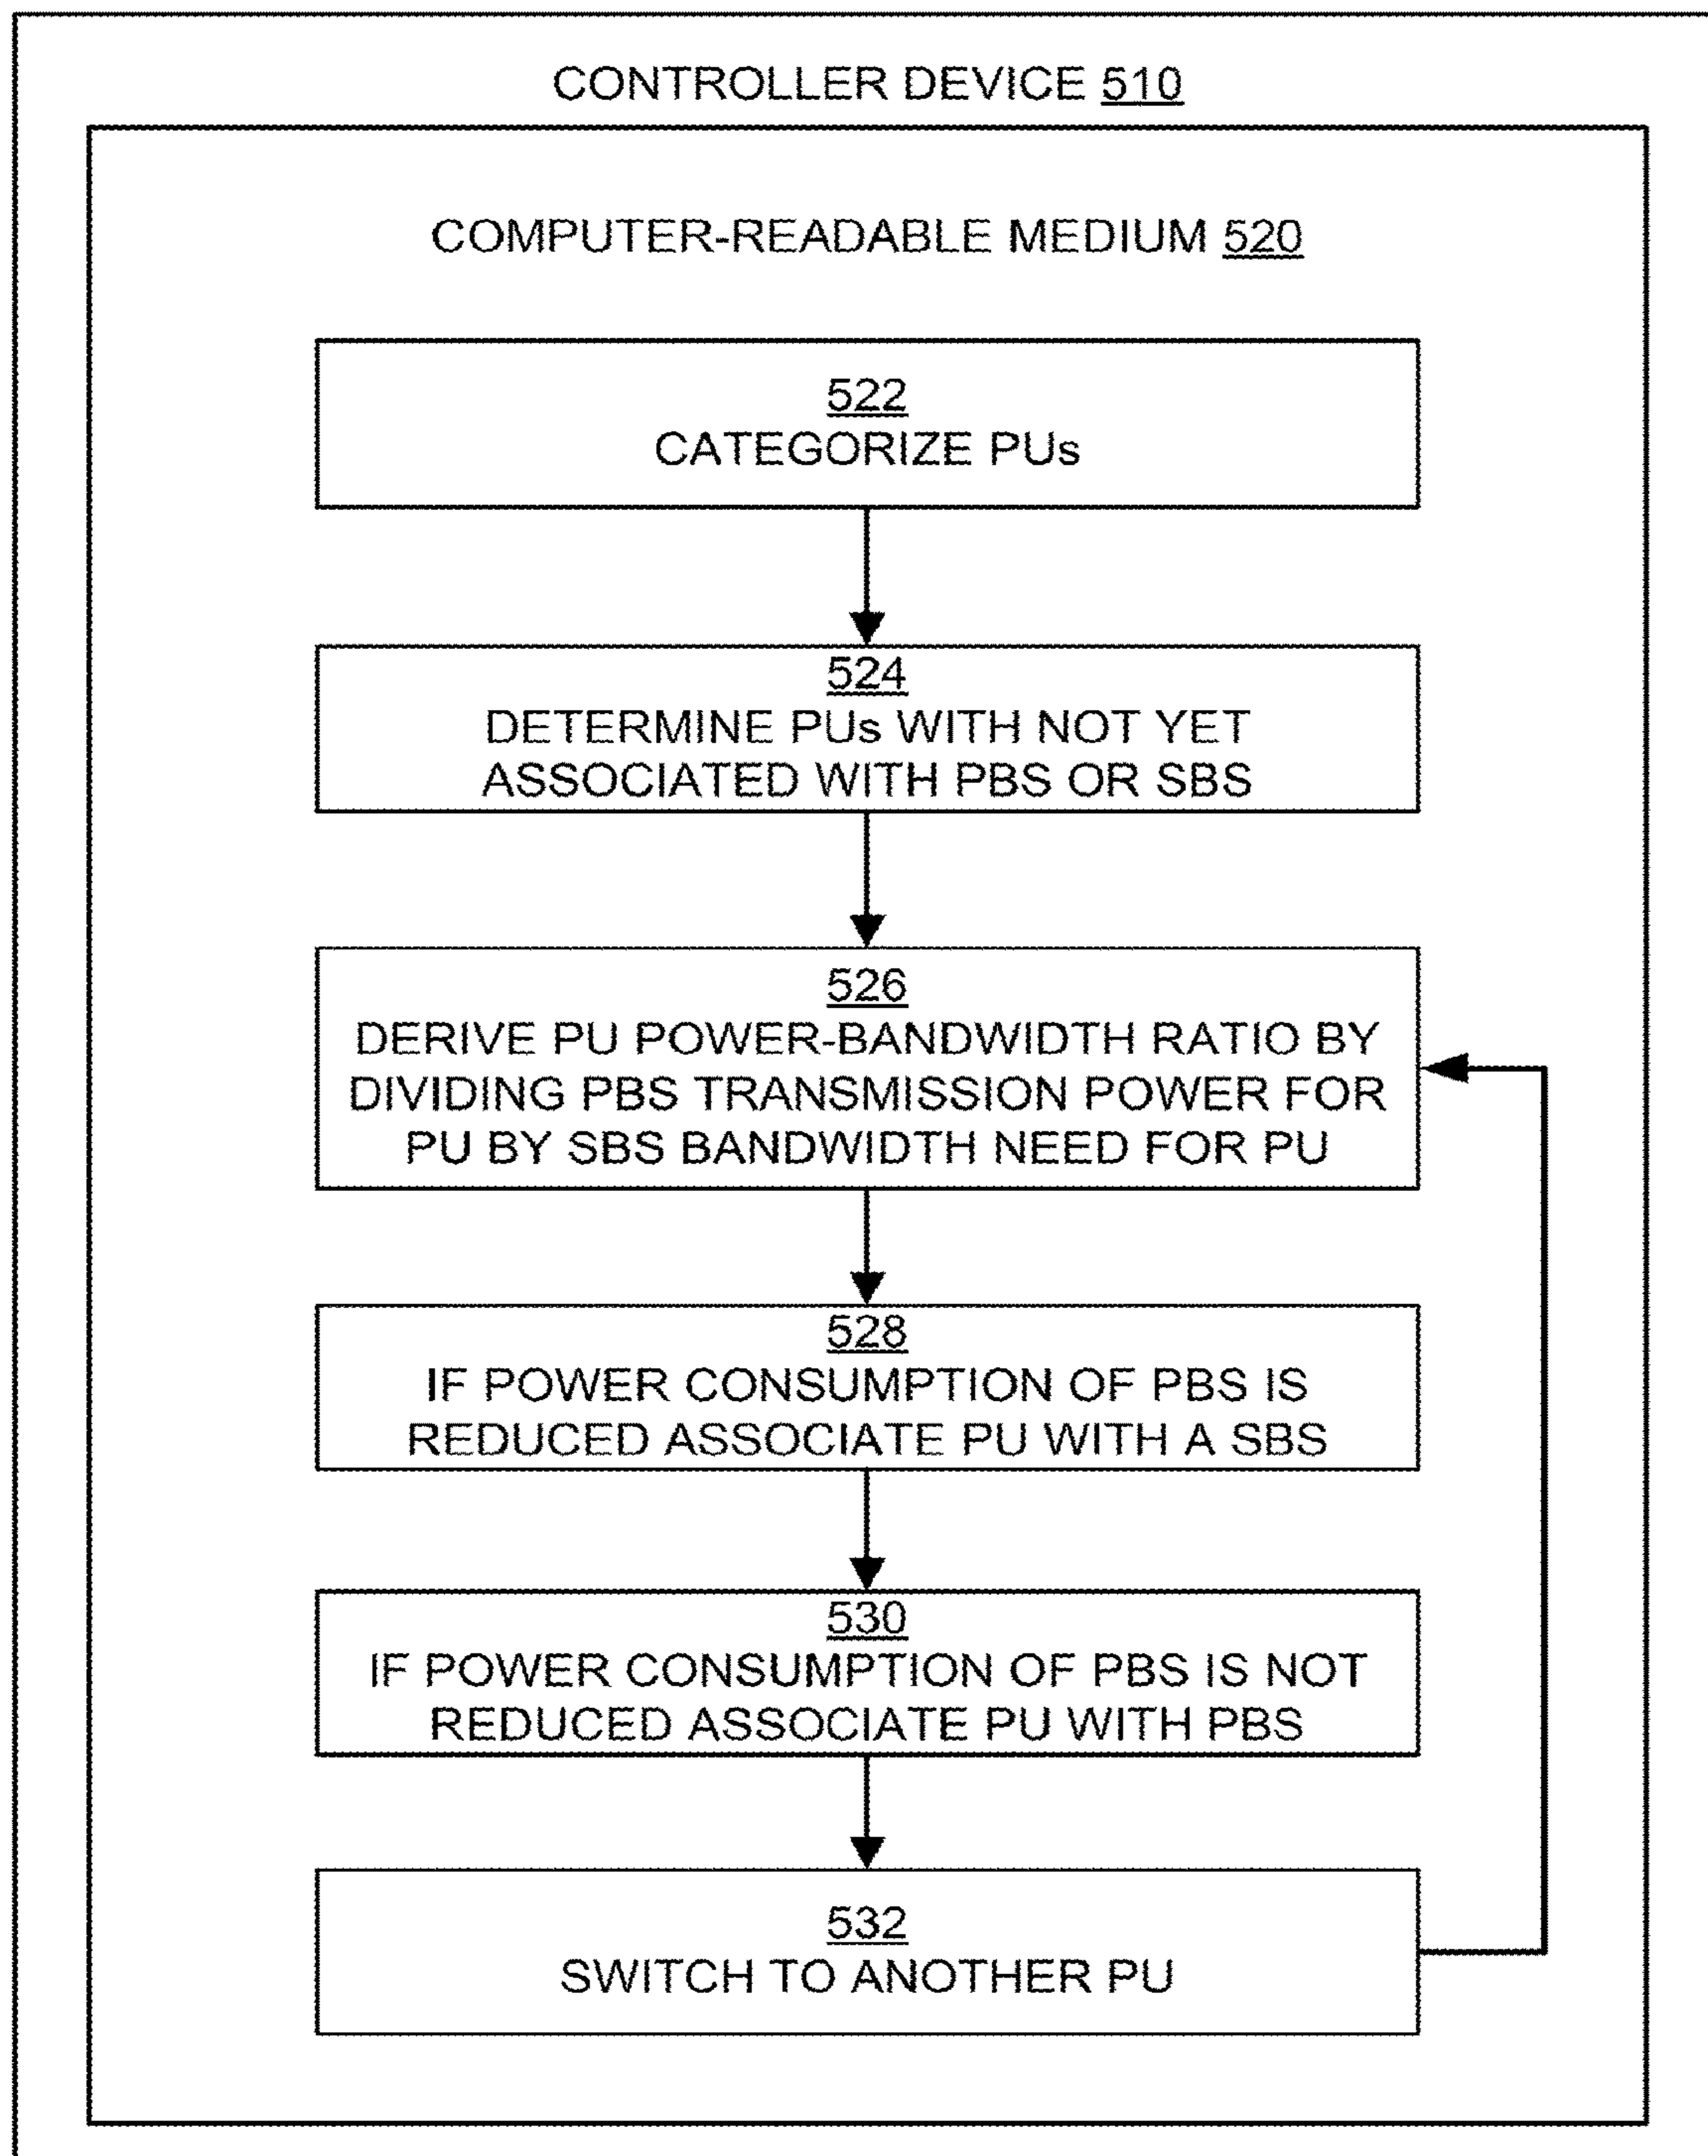 CONTROLLER DEVICE 510
COMPUTER-READABLE MEDIUM 520
522
CATEGORIZE PUs
524
DETERMINE PUs WITH NOT YET
ASSOCIATED WITH PBS OR SBS
526
DERIVE PU POWER-BANDWIDTH RATIO BY
DIVIDING PBS TRANSMISSION POWER FOR
PU BY SBS BANDWIDTH NEED FOR PU
528
IF POWER CONSUMPTION OF PBS IS
REDUCED ASSOCIATE PU WITH A SBS
530
IF POWER CONSUMPTION OF PBS IS NOT
REDUCED ASSOCIATE PU WITH PBS
532
SWITCH TO ANOTHER PU